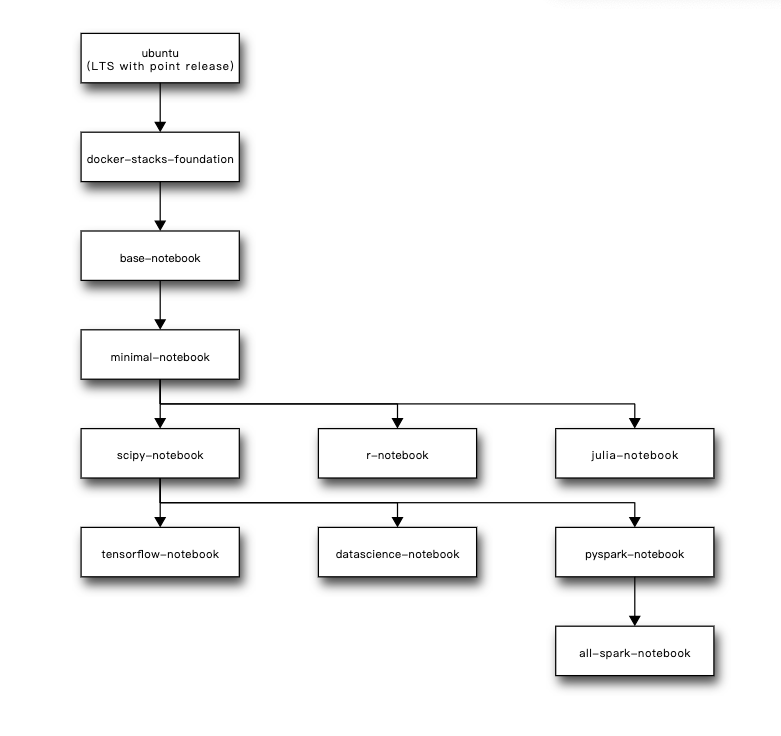 ubuntu
(LTS with point release)
docker-stacks-foundation
base-notebook
minimal-notebook
scipy-notebook
r-notebook
julia-notebook
tensorflow-notebook
datascience-notebook
pyspark-notebook
all-spark-notebook